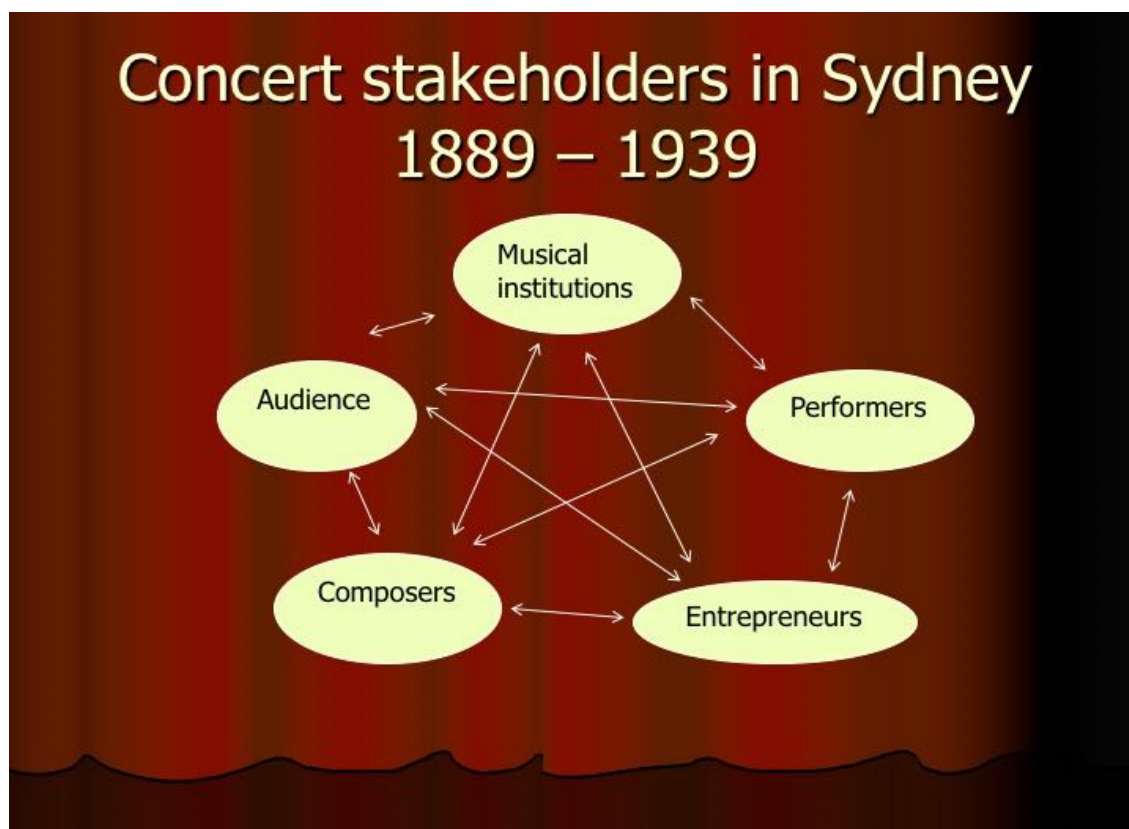 Concert stakeholders in Sydney
1889 – 1939
Musical
institutions
Audience
Performers
Composers
Entrepreneurs